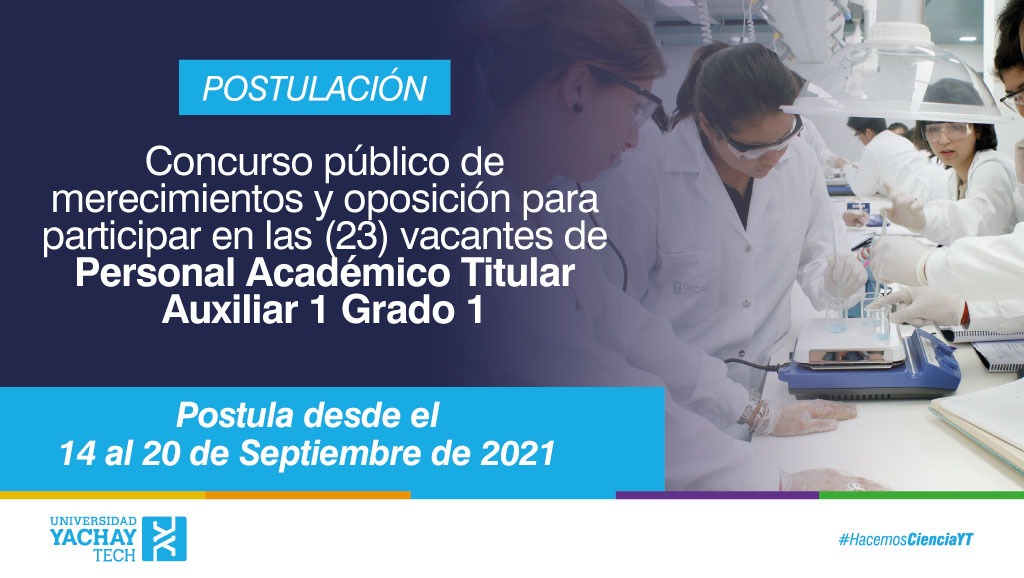 POSTULACIÓN
Concurso público de
merecimientos y oposición para
participar en las (23) vacantes de
Personal Académico Titular
Auxiliar 1 Grado 1
Postula desde el
14 al 20 de Septiembre de 2021
UNIVERSIDAD
YACHAY
TECH
#HacemosCienciaYT